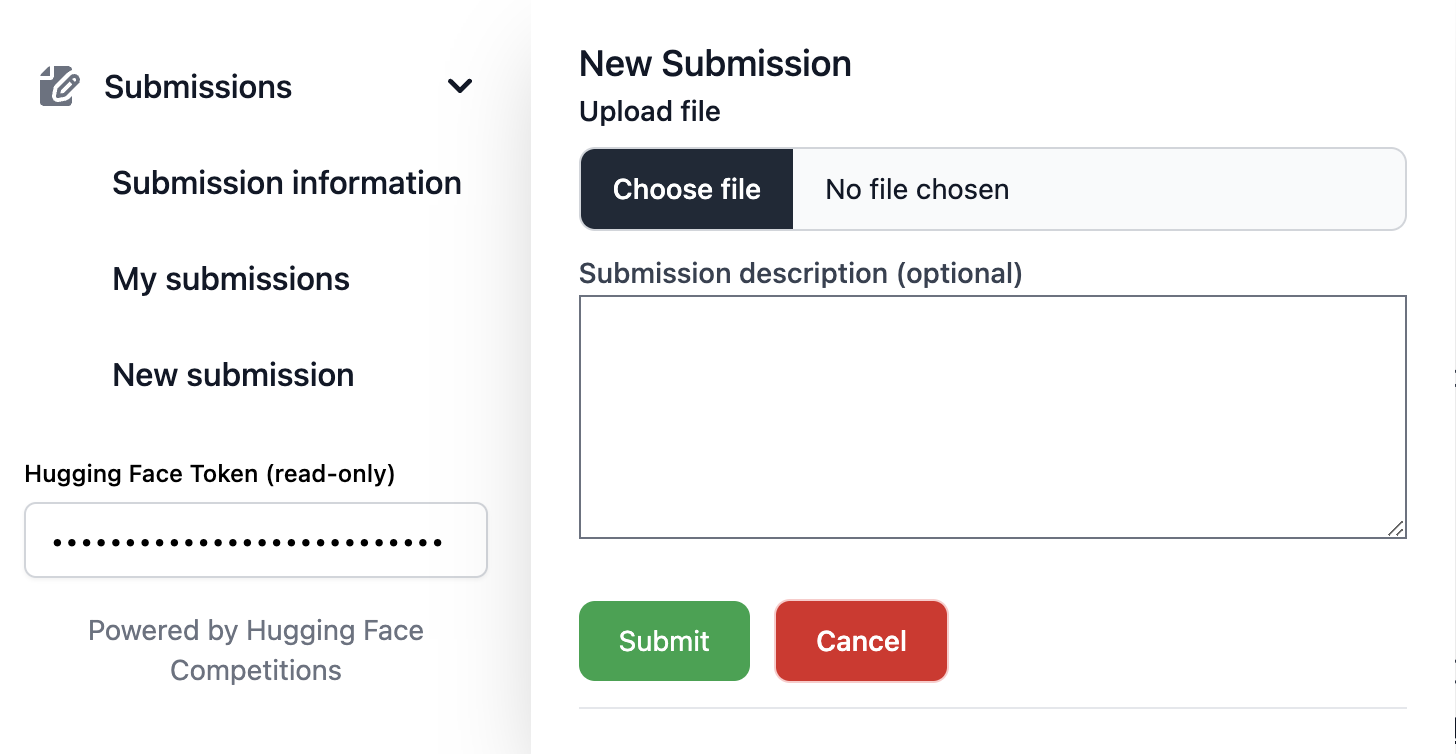 Submissions
Submission information
My submissions
New submission
Hugging Face Token (read-only)
•••••••••••••••••••••••••••
Powered by Hugging Face
Competitions
New Submission
Upload file
Choose file No file chosen
Submission description (optional)
Submit Cancel